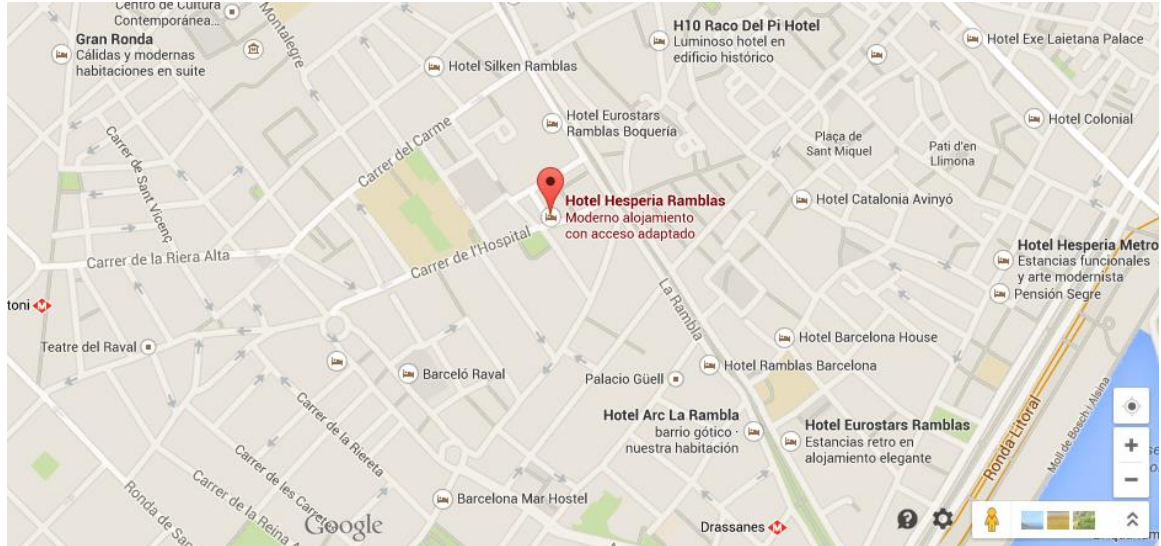 Centro de Cultura
Contemporánea...
Montalegre
Gran Ronda
Cálidas y modernas
habitaciones en suite
Hotel Silken Ramblas
H10 Raco Del Pi Hotel
Luminoso hotel en
edificio histórico
Hotel Exe Laietana Palace
Hotel Eurostars
Ramblas Boquería
Hotel Colonial
Plaça de
Sant Miquel
Pati d'en
Llimona
Carrer del Carme
Carrer de Sant Vicenç
Hotel Hesperia Ramblas
Moderno alojamiento
con acceso adaptado
Hotel Catalonia Avinyó
Carrer de l'Hospital
Carrer de la Riera Alta
Hotel Hesperia Metro
Estancias funcionales
y arte modernista
Pensión Segre
toni M
La Rambla
Teatre del Raval
Hotel Barcelona House
Hotel Ramblas Barcelona
Barceló Raval
Palacio Güell
Hotel Arc La Rambla
barrio gótico ·
nuestra habitación
Hotel Eurostars Ramblas
Estancias retro en
alojamiento elegante
Ronda Litoral
Moll de Bosch i Alsina
Carrer de la Riereta
Carrer de les Carretes
Carrer de la Reina
Ronda de San
Barcelona Mar Hostel
Google
Drassanes M